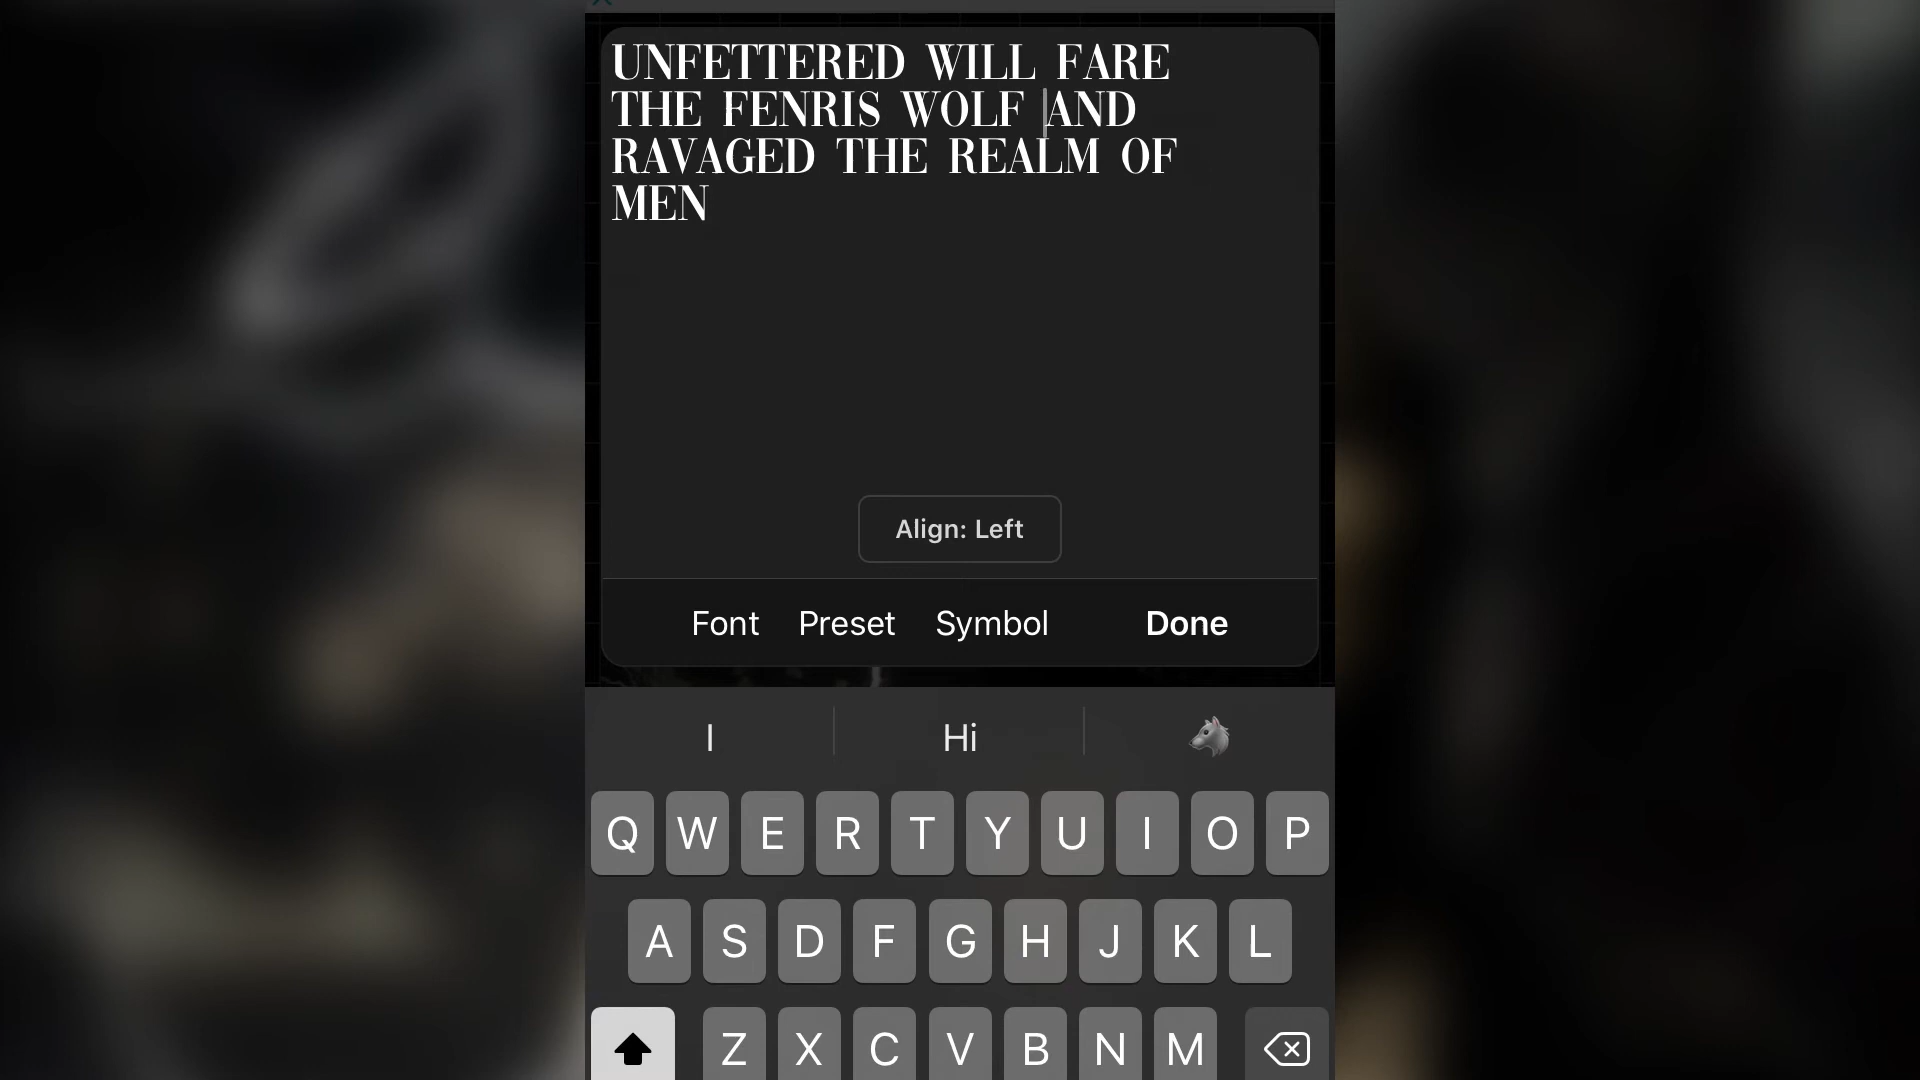 UNFETTERED WILL FARE
THE FENRIS WOLF AND
RAVAGED THE REALM OF
MEN
Align: Left
Font Preset Symbol Done
I Hi
Q W E R T Y U I O P
A S D F G H J K L
Z X C V B N M